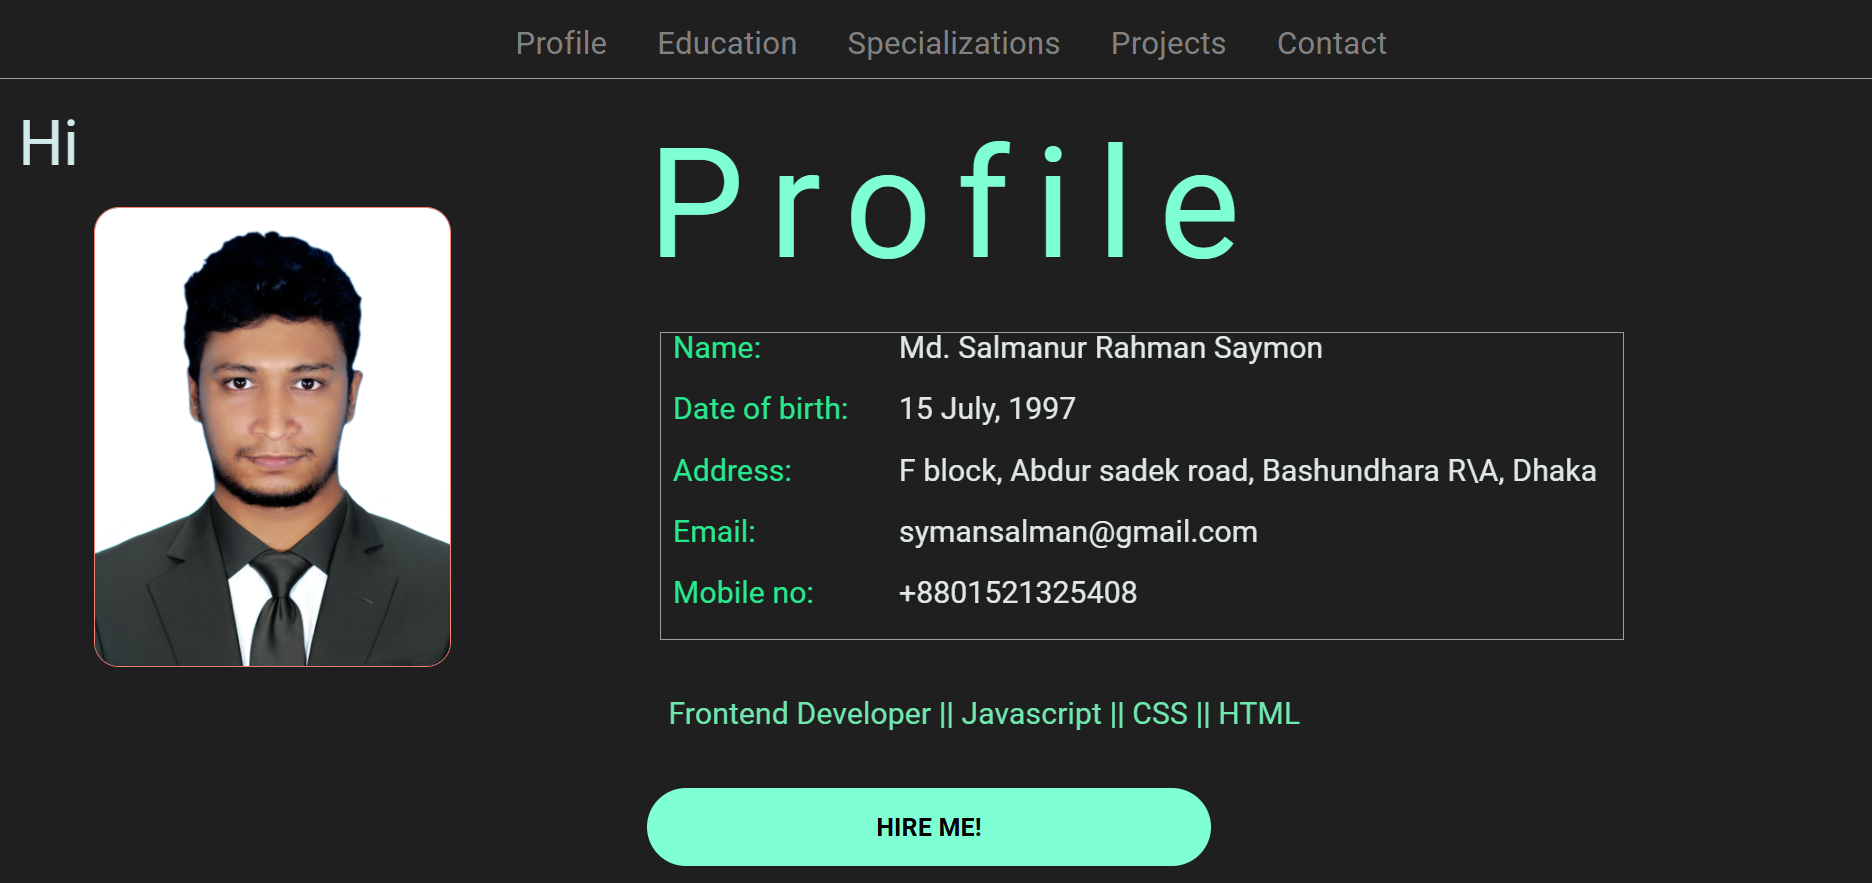 Profile Education Specializations Projects Contact
Hi
Profile
Name: Md. Salmanur Rahman Saymon
Date of birth: 15 July, 1997
Address: F block, Abdur sadek road, Bashundhara R\A, Dhaka
Email: symansalman@gmail.com
Mobile no: +8801521325408
Frontend Developer || Javascript || CSS || HTML
HIRE ME!